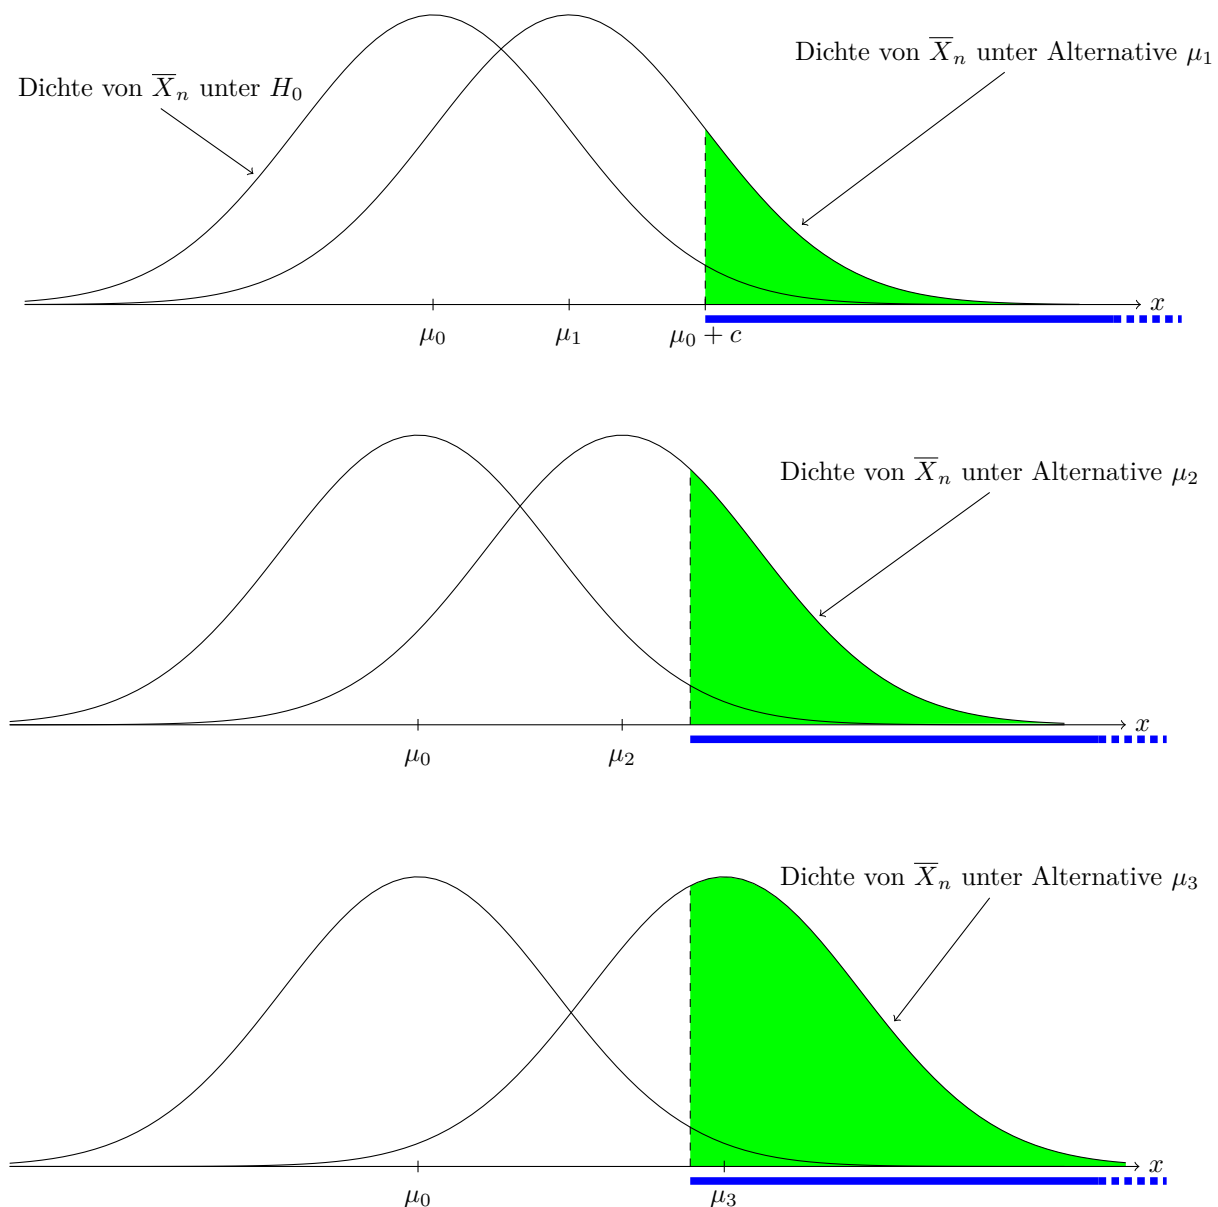 Dichte von X̅ₙ unter Alternative μ₁
Dichte von X̅ₙ unter H₀
x
μ₀ μ₁ μ₀ + c
Dichte von X̅ₙ unter Alternative μ₂
x
μ₀ μ₂
Dichte von X̅ₙ unter Alternative μ₃
x
μ₀ μ₃